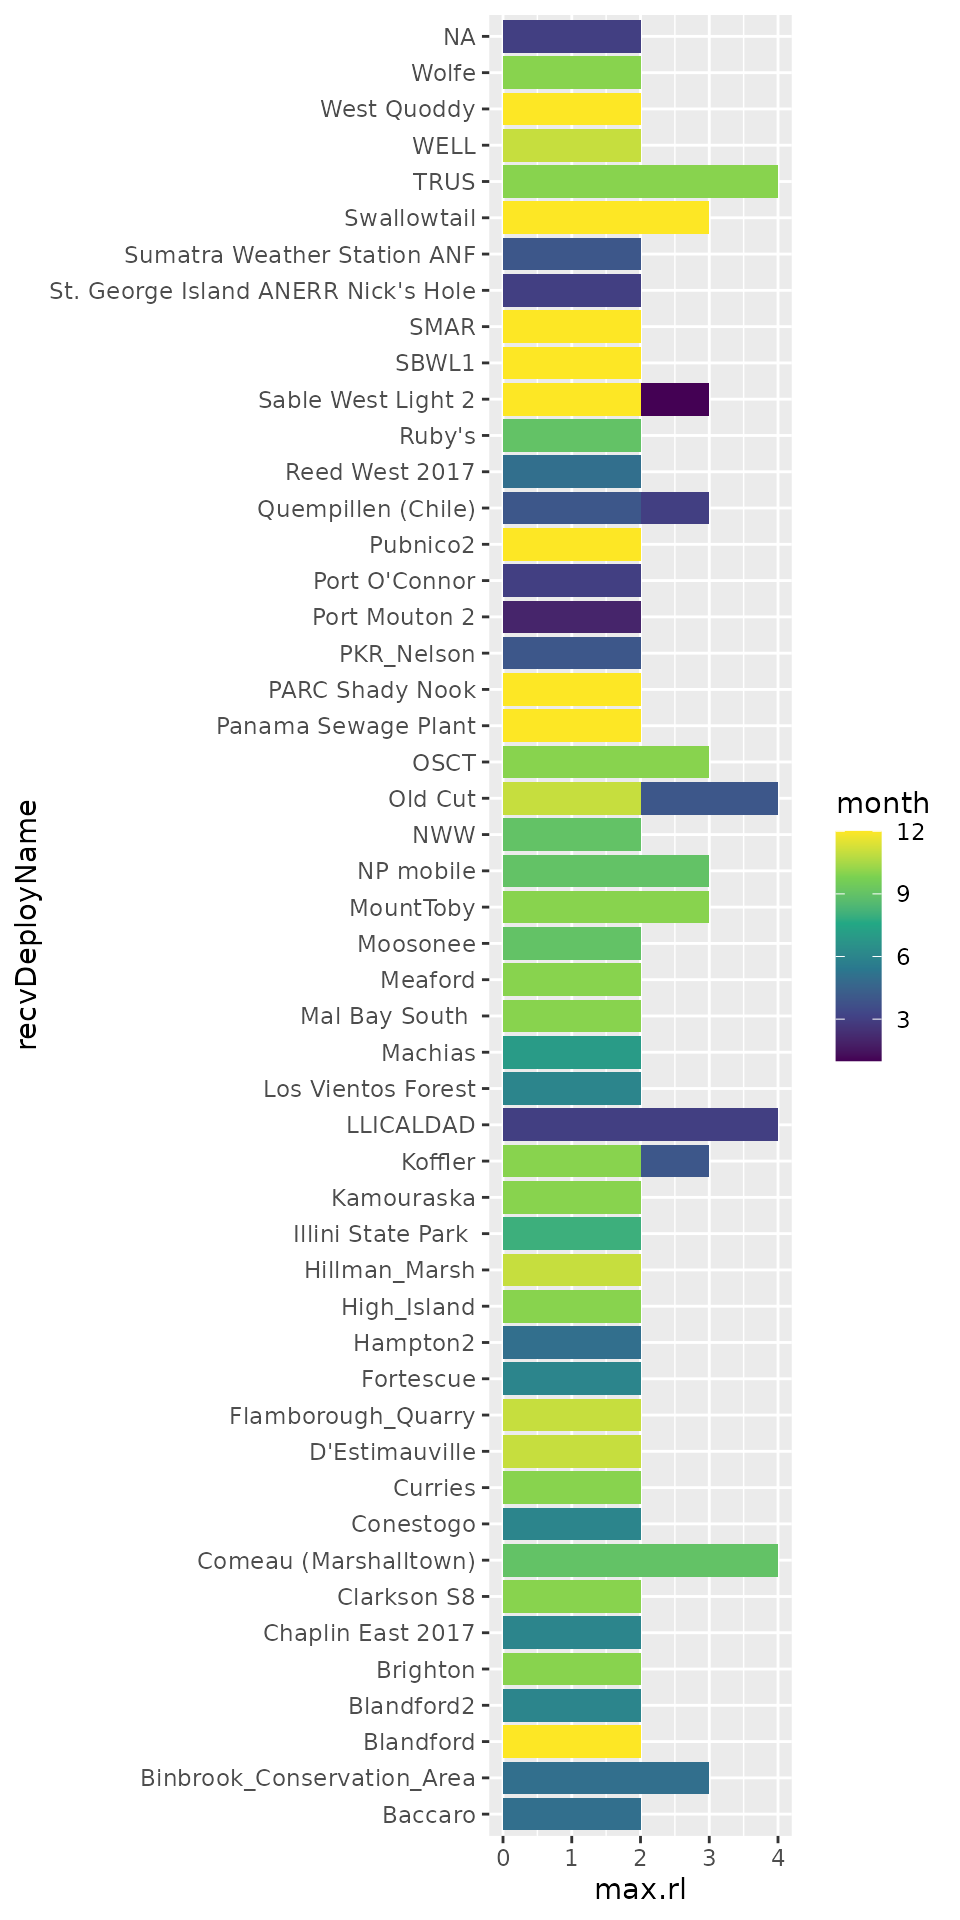 NA
Wolfe
West Quoddy
WELL
TRUS
Swallowtail
Sumatra Weather Station ANF
St. George Island ANERR Nick's Hole
SMAR
SBWL1
Sable West Light 2
Ruby's
Reed West 2017
Quempillen (Chile)
Pubnico2
Port O'Connor
Port Mouton 2
PKR_Nelson
PARC Shady Nook
Panama Sewage Plant
OSCT
Old Cut
NWW
NP mobile
MountToby
Moosonee
Meaford
Mal Bay South
Machias
Los Vientos Forest
LLICALDAD
Koffler
Kamouraska
Illini State Park
Hillman_Marsh
High_Island
Hampton2
Fortescue
Flamborough_Quarry
D'Estimauville
Curries
Conestogo
Comeau (Marshalltown)
Clarkson S8
Chaplin East 2017
Brighton
Blandford2
Blandford
Binbrook_Conservation_Area
Baccaro
recvDeployName
0 1 2 3 4
max.rl
month
12
9
6
3